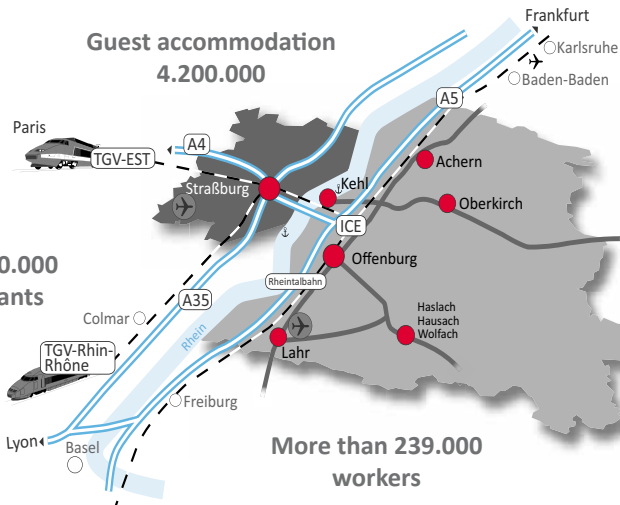 Frankfurt
Karlsruhe
Baden-Baden
Guest accommodation
4.200.000
A5
Paris
TGV-EST
A4
Achern
Straßburg
Kehl
Oberkirch
ICE
Offenburg
0.000
ants
A35
Rheintalbahn
Colmar
Rhein
Haslach
Hausach
Wolfach
TGV-Rhin-
Rhône
Lahr
Freiburg
Lyon
Basel
More than 239.000
workers